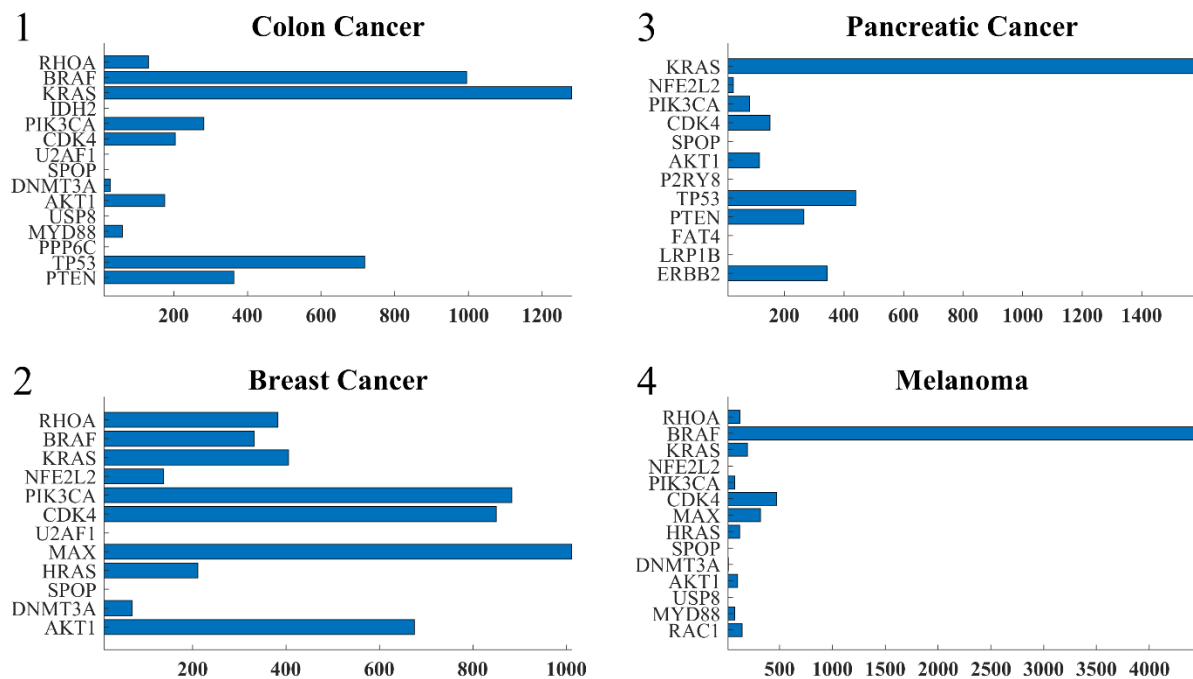 1
Colon Cancer
RHOA
BRAF
KRAS
IDH2
PIK3CA
CDK4
U2AF1
SPOP
DNMT3A
AKT1
USP8
MYD88
PPP6C
TP53
PTEN
200 400 600 800 1000 1200
2
Breast Cancer
RHOA
BRAF
KRAS
NFE2L2
PIK3CA
CDK4
U2AF1
MAX
HRAS
SPOP
DNMT3A
AKT1
200 400 600 800 1000
3
Pancreatic Cancer
KRAS
NFE2L2
PIK3CA
CDK4
SPOP
AKT1
P2RY8
TP53
PTEN
FAT4
LRP1B
ERBB2
200 400 600 800 1000 1200 1400
4
Melanoma
RHOA
BRAF
KRAS
NFE2L2
PIK3CA
CDK4
MAX
HRAS
SPOP
DNMT3A
AKT1
USP8
MYD88
RAC1
500 1000 1500 2000 2500 3000 3500 4000